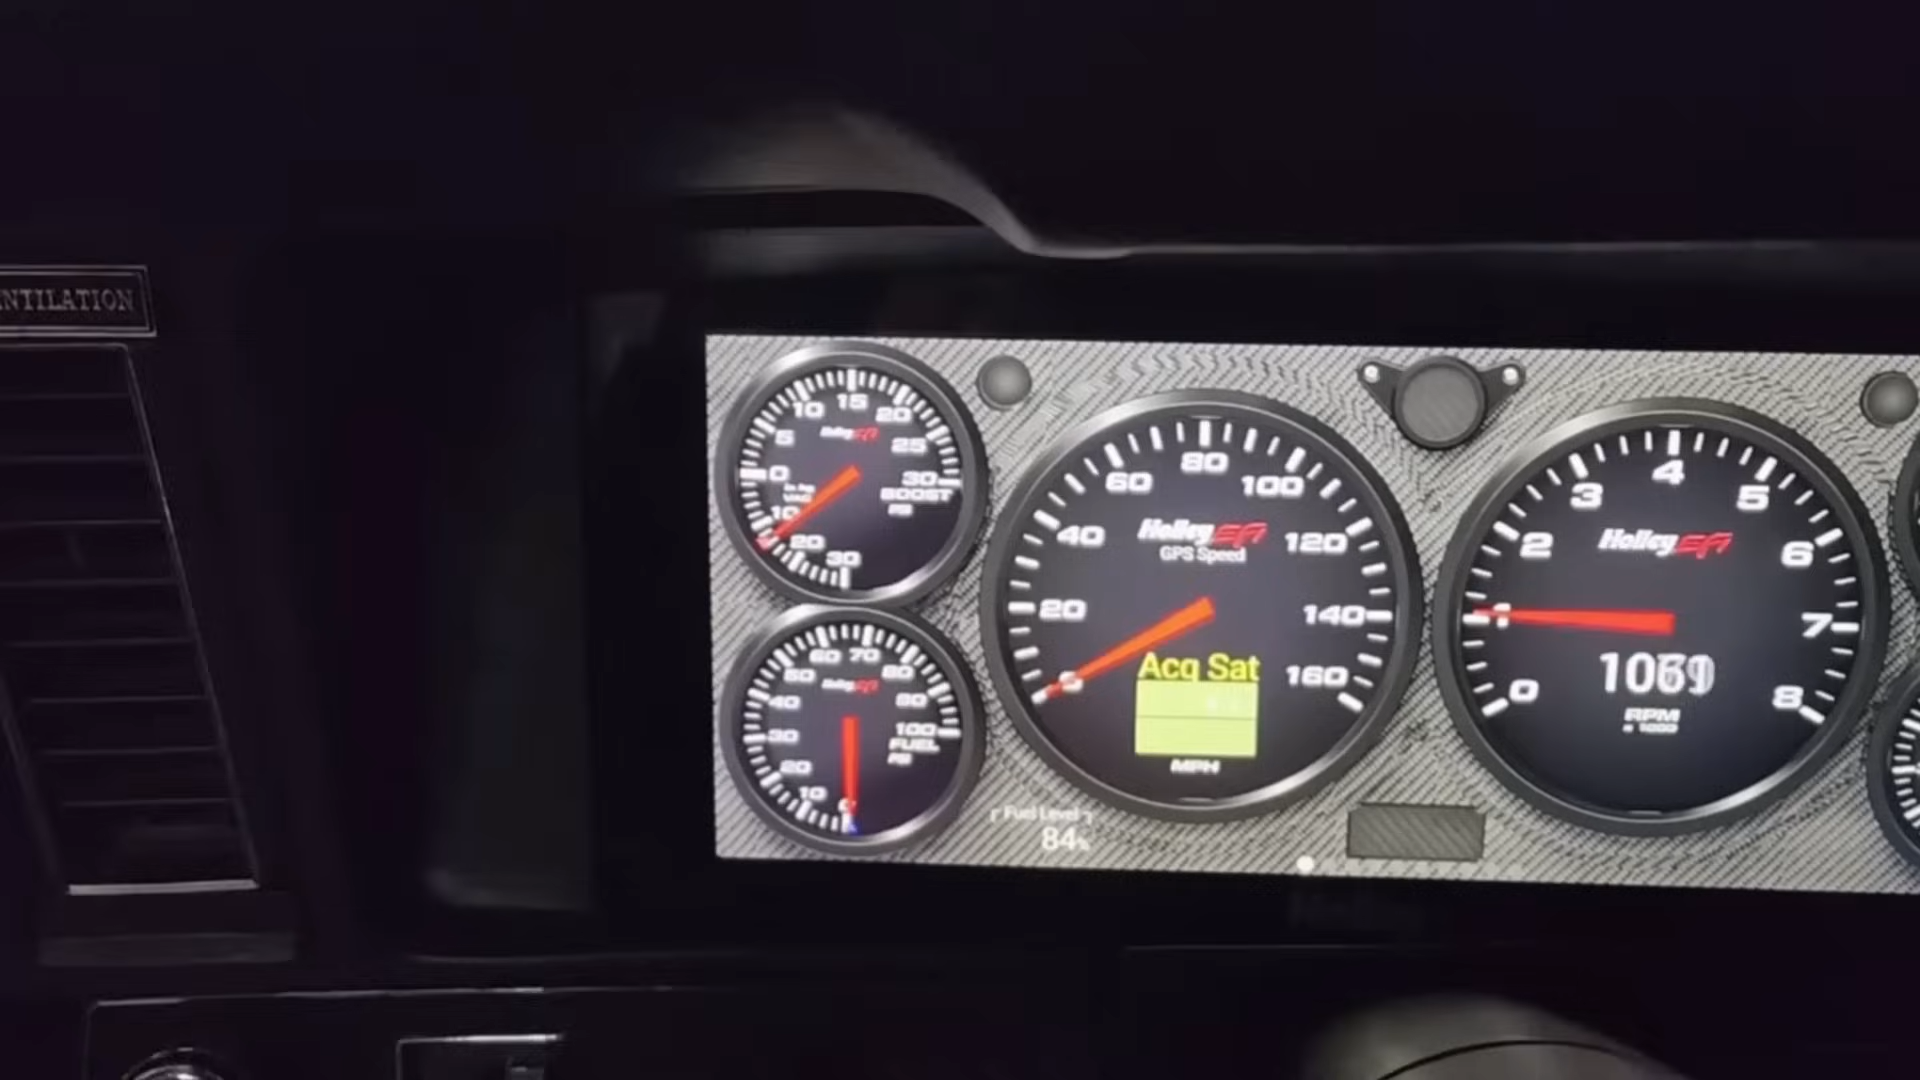 NTILATION
10 15 20
5 Holley EFI 25
0 30
in.hg
VAC BOOST
10 PSI
20
30
60 70
50 80
40 Holley EFI 90
30 100
FUEL
PSI
20
10 0
Fuel Level
84%
80
60 100
40 Holley EFI 120
GPS Speed
20 140
Acq Sat
0 160
MPH
4
3 5
2 Holley EFI 6
1 7
0 8
RPM
x 1000